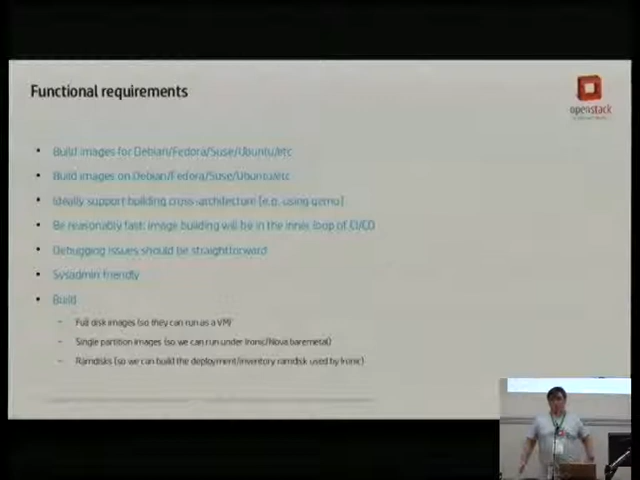 Functional requirements
openstack
• Build images for Debian/Fedora/Suse/Ubuntu/etc
• Build images on Debian/Fedora/Suse/Ubuntu/etc
• Ideally support building cross-architecture [e.g. using qemu]
• Be reasonably fast: image building will be in the inner loop of CI/CD
• Debugging issues should be straightforward
• Sysadmin friendly
• Build
– Full disk images (so they can run as a VM)
– Single partition images (so we can run under Ironic/Nova baremetal)
– Ramdisks (so we can build the deployment/inventory ramdisk used by Ironic)